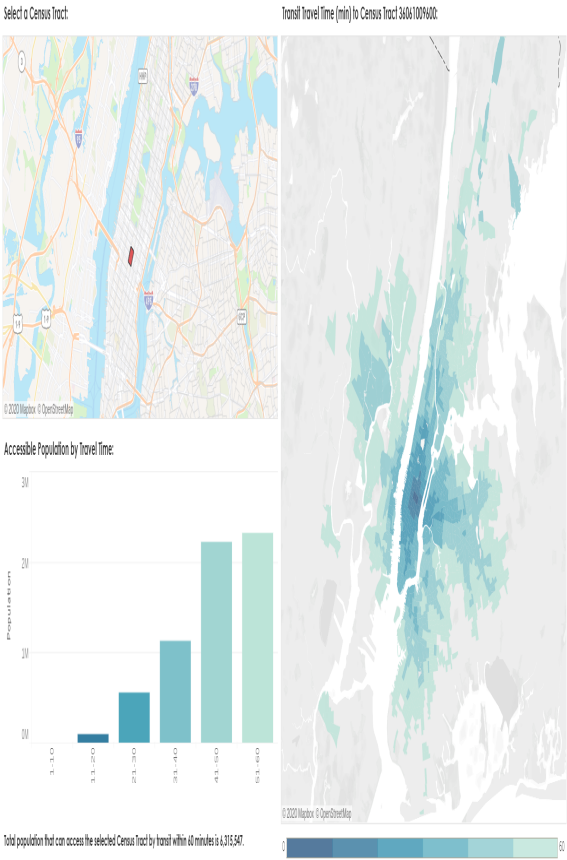 Select a Census Tract:
© 2020 Mapbox © OpenStreetMap
Accessible Population by Travel Time:
3M
2M
1M
0M
Population
1-10
11-20
21-30
31-40
41-50
51-60
Total population that can access the selected Census Tract by transit within 60 minutes is 6,315,547.
Transit Travel Time (min) to Census Tract 36061009600:
© 2020 Mapbox © OpenStreetMap
0
60